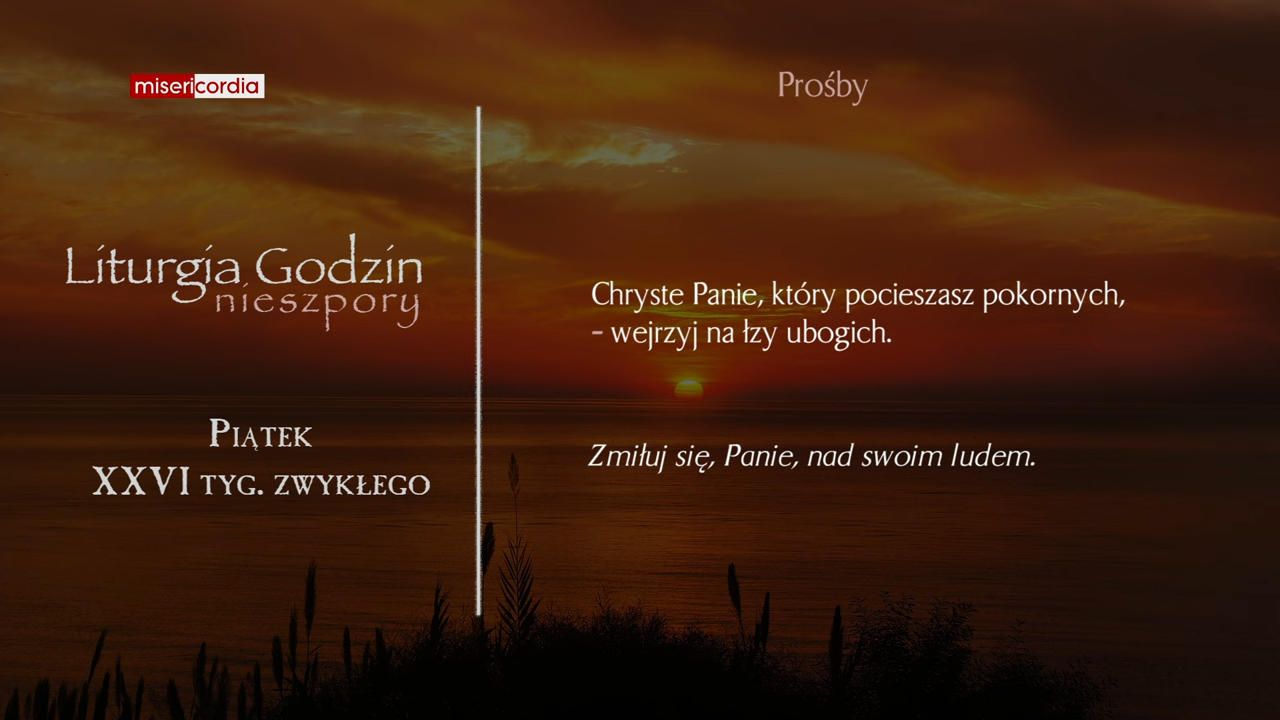 misericordia
Liturgia Godzin
nieszpory
Piątek
XXVI tyg. zwykłego
Prośby
Chryste Panie, który pocieszasz pokornych,
- wejrzyj na łzy ubogich.
Zmiłuj się, Panie, nad swoim ludem.